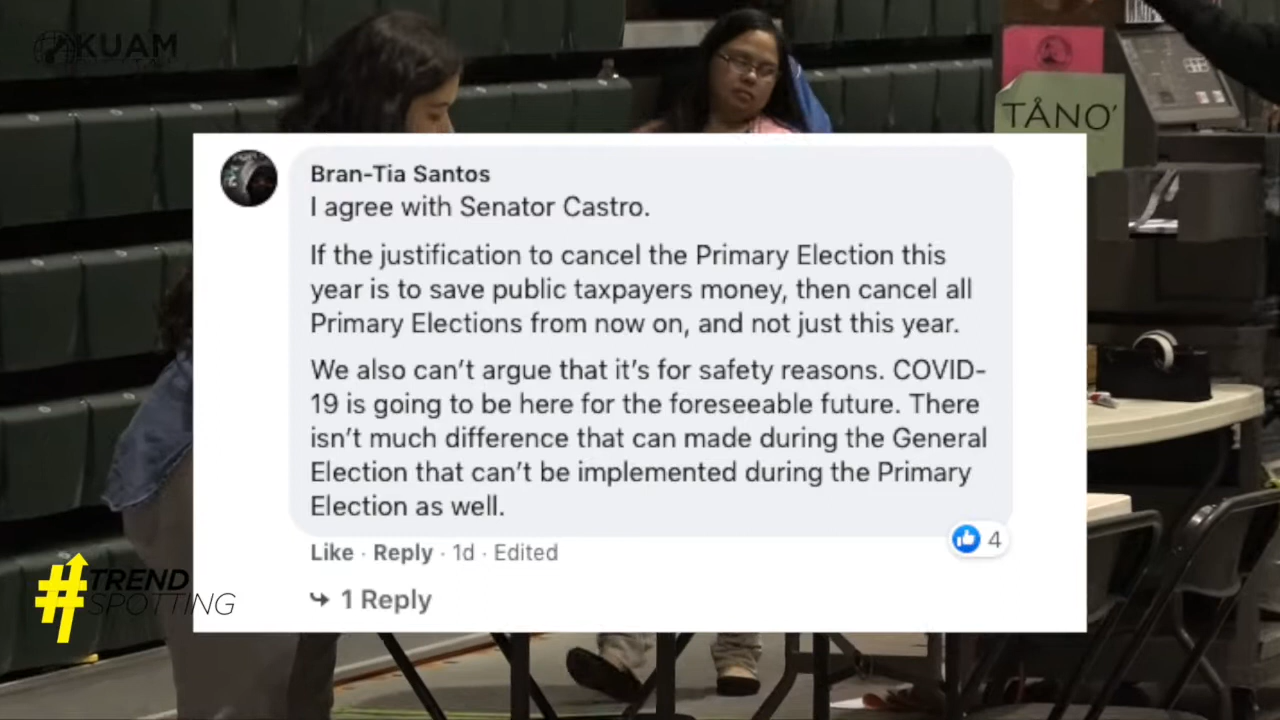 KUAM
TÅNO'
Bran-Tia Santos
I agree with Senator Castro.
If the justification to cancel the Primary Election this
year is to save public taxpayers money, then cancel all
Primary Elections from now on, and not just this year.
We also can't argue that it's for safety reasons. COVID-
19 is going to be here for the foreseeable future. There
isn't much difference that can made during the General
Election that can't be implemented during the Primary
Election as well.
4
Like · Reply · 1d · Edited
1 Reply
#TREND
SPOTTING